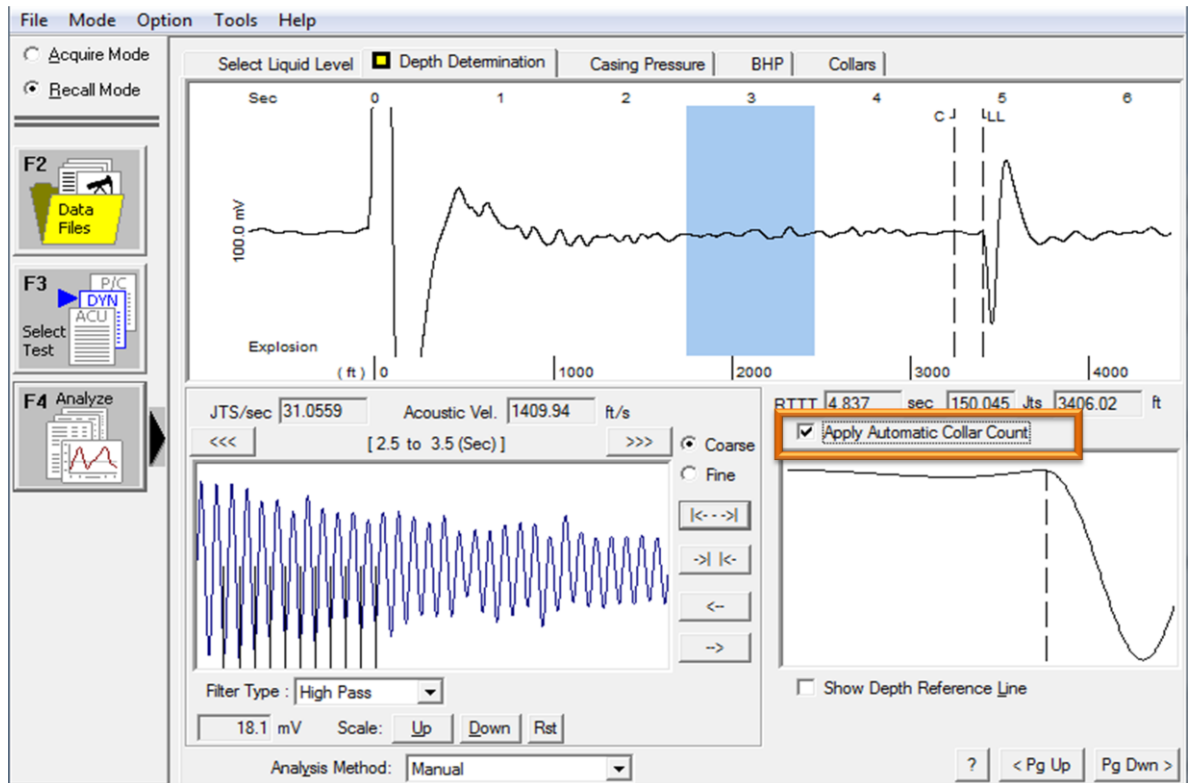 File Mode Option Tools Help
Acquire Mode
Recall Mode
F2
Data
Files
F3
P/C
DYN
ACU
Select
Test
F4 Analyze
Select Liquid Level Depth Determination Casing Pressure BHP Collars
Sec 0 1 2 3 4 5 6
C LL
100.0 mV
Explosion
(ft) 0 1000 2000 3000 4000
JTS/sec 31.0559 Acoustic Vel. 1409.94 ft/s
<<< [ 2.5 to 3.5 (Sec) ] >>>
Coarse
Fine
|<--->|
->| |<-
<--
-->
Filter Type : High Pass
18.1 mV Scale: Up Down Rst
Analysis Method: Manual
RTTT 4.837 sec 150.045 Jts 3406.02 ft
Apply Automatic Collar Count
Show Depth Reference Line
? < Pg Up Pg Dwn >